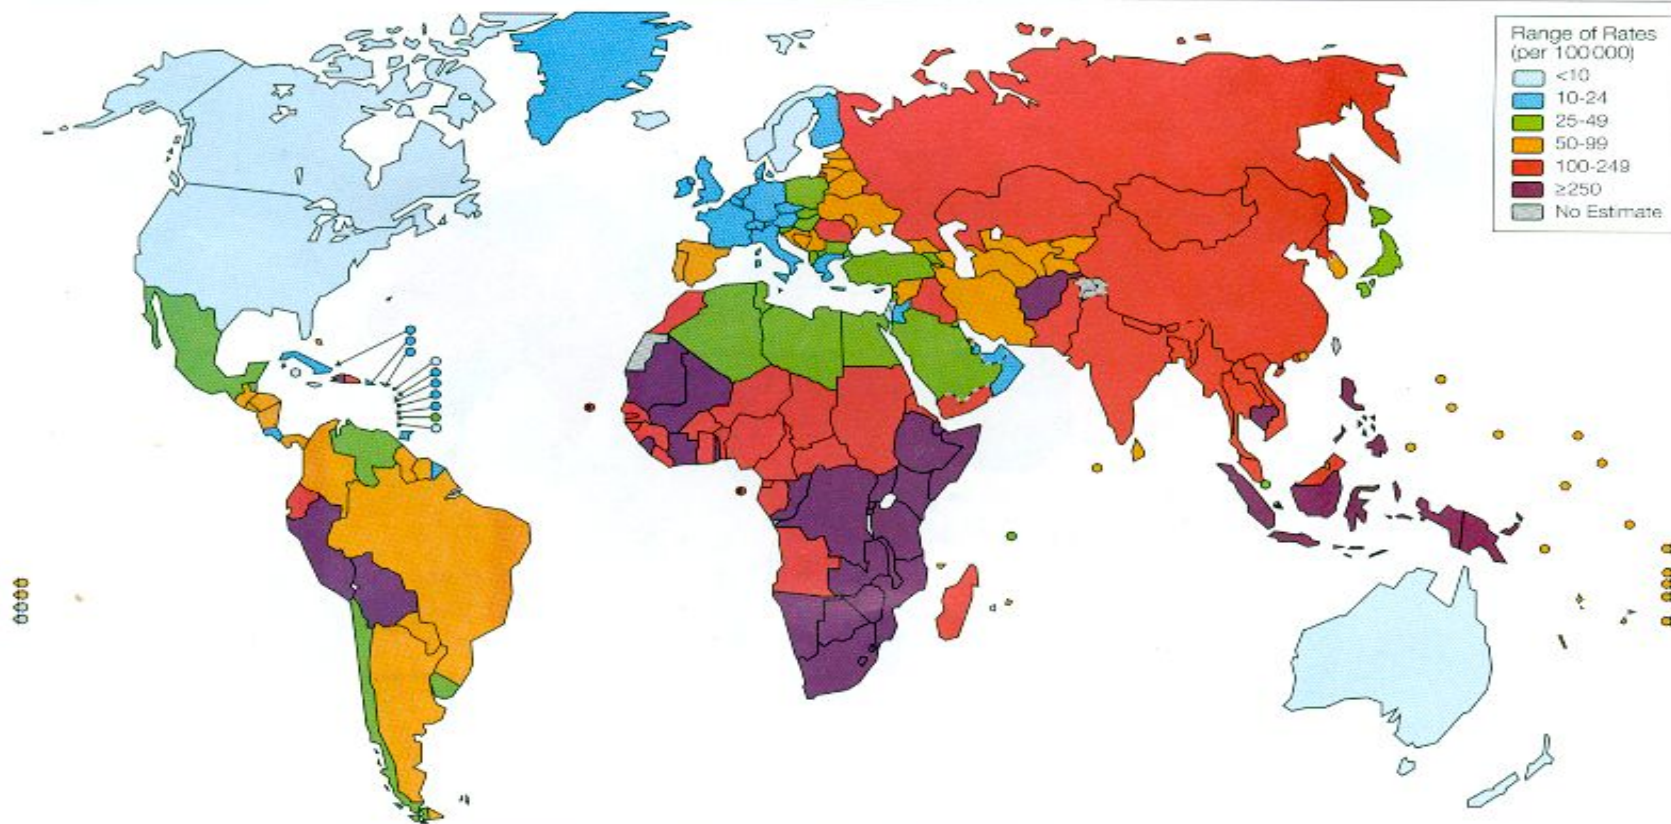 Range of Rates
(per 100 000)
<10
10-24
25-49
50-99
100-249
≥250
No Estimate